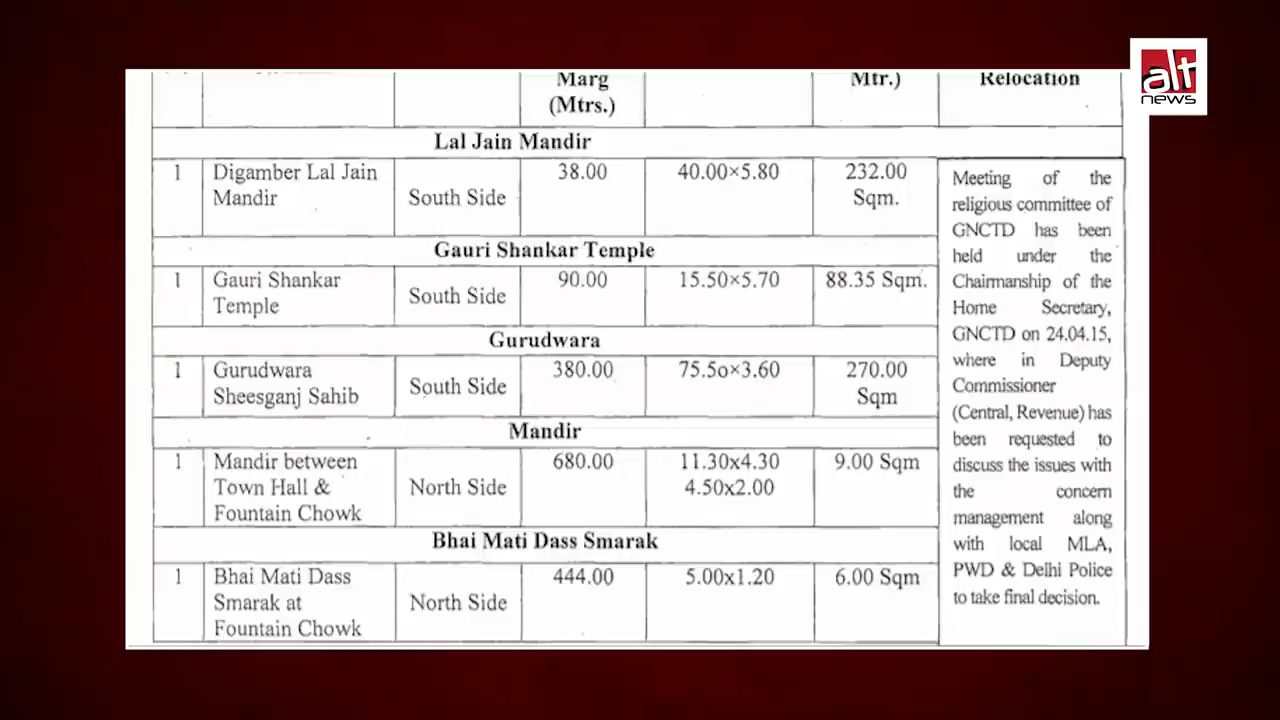 alt
news
Marg
(Mtrs.)
Mtr.)
Relocation
Lal Jain Mandir
1
Digamber Lal Jain
Mandir
South Side
38.00
40.00×5.80
232.00
Sqm.
Gauri Shankar Temple
1
Gauri Shankar
Temple
South Side
90.00
15.50×5.70
88.35 Sqm.
Gurudwara
1
Gurudwara
Sheesganj Sahib
South Side
380.00
75.5o×3.60
270.00
Sqm
Mandir
1
Mandir between
Town Hall &
Fountain Chowk
North Side
680.00
11.30x4.30
4.50x2.00
9.00 Sqm
Bhai Mati Dass Smarak
1
Bhai Mati Dass
Smarak at
Fountain Chowk
North Side
444.00
5.00x1.20
6.00 Sqm
Meeting of the
religious committee of
GNCTD has been
held under the
Chairmanship of the
Home Secretary,
GNCTD on 24.04.15,
where in Deputy
Commissioner
(Central, Revenue) has
been requested to
discuss the issues with
the concern
management along
with local MLA,
PWD & Delhi Police
to take final decision.